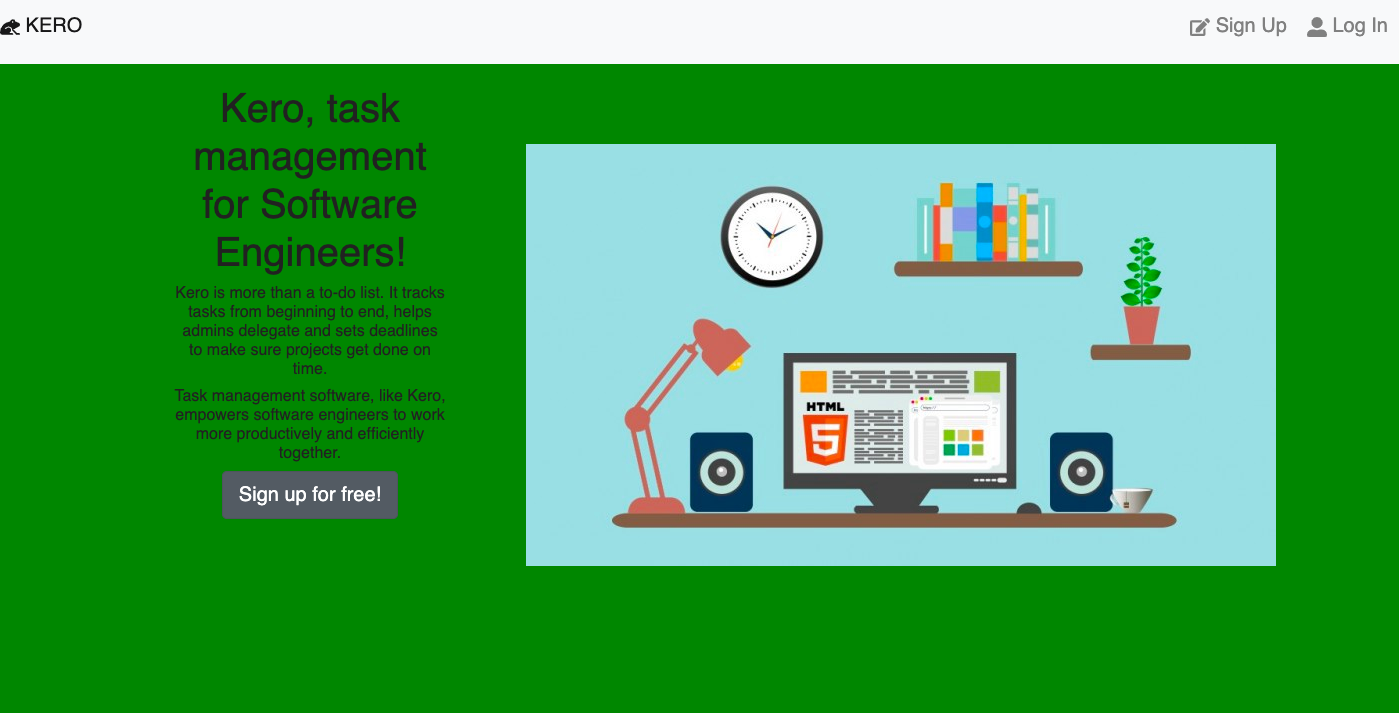 KERO
Sign Up
Log In
Kero, task
management
for Software
Engineers!
Kero is more than a to-do list. It tracks
tasks from beginning to end, helps
admins delegate and sets deadlines
to make sure projects get done on
time.
Task management software, like Kero,
empowers software engineers to work
more productively and efficiently
together.
Sign up for free!
HTML
5